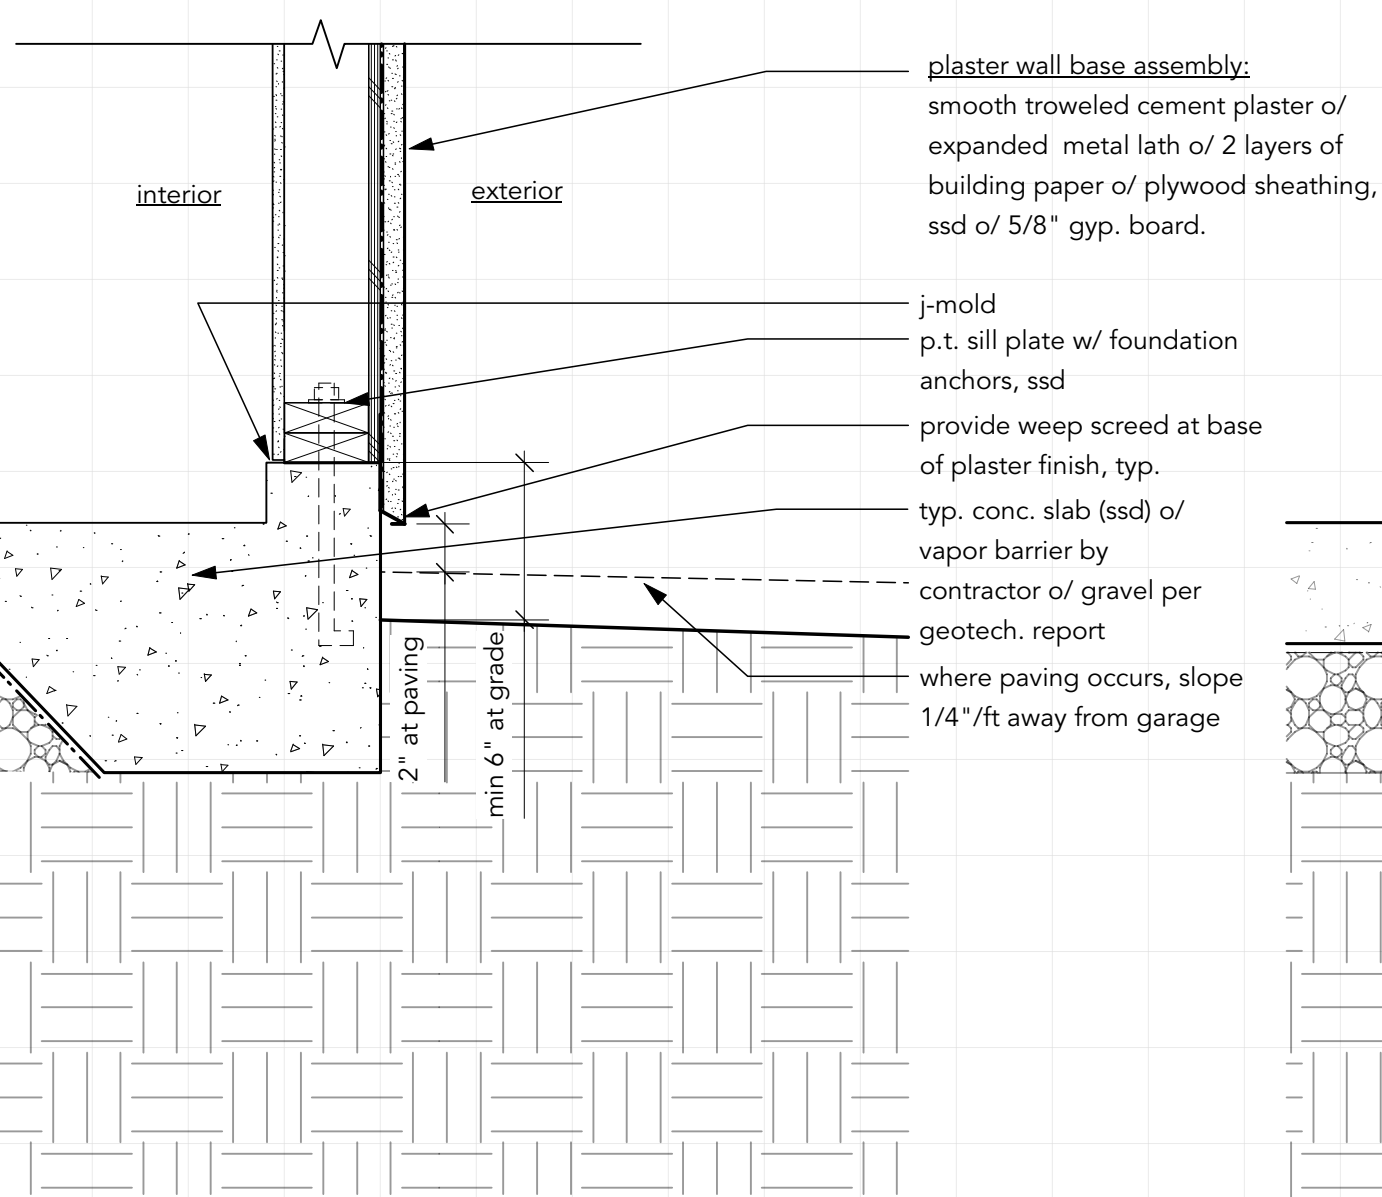 plaster wall base assembly:
smooth troweled cement plaster o/
expanded  metal lath o/ 2 layers of
building paper o/ plywood sheathing,
ssd o/ 5/8" gyp. board.
interior
exterior
j-mold
p.t. sill plate w/ foundation
anchors, ssd
provide weep screed at base
of plaster finish, typ.
typ. conc. slab (ssd) o/
vapor barrier by
contractor o/ gravel per
geotech. report
where paving occurs, slope
1/4"/ft away from garage
2" at paving
min 6" at grade